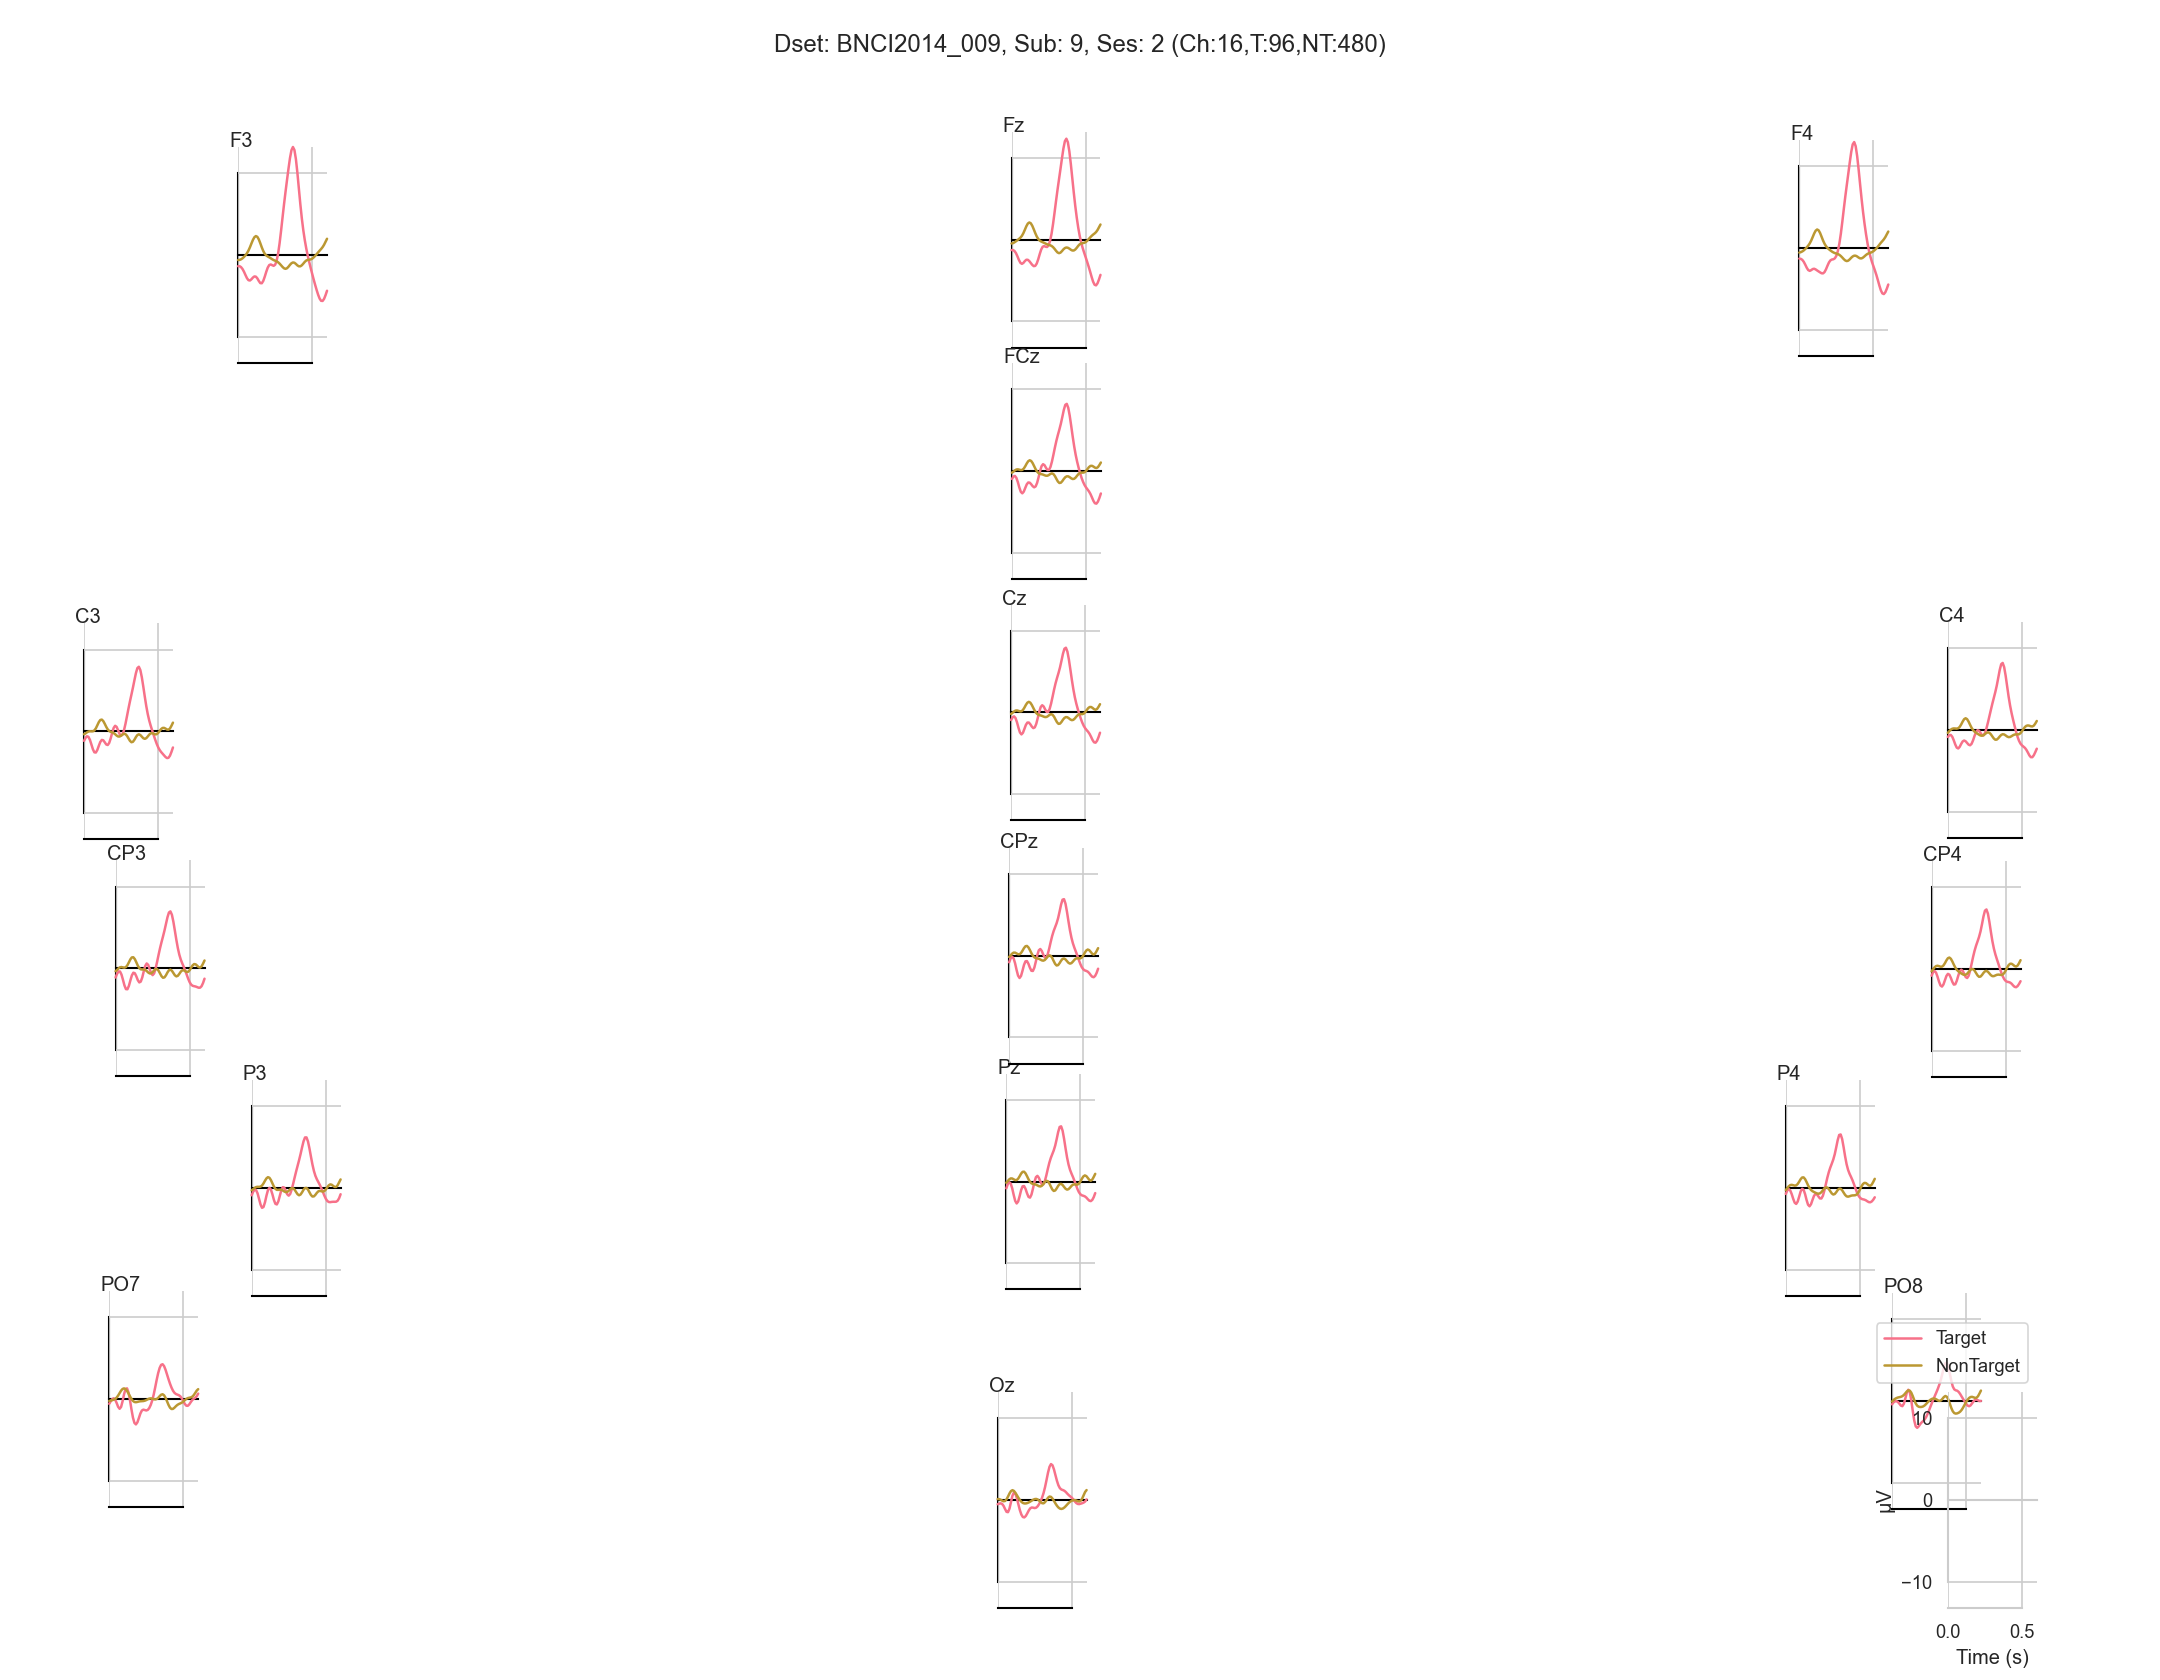 Dset: BNCI2014_009, Sub: 9, Ses: 2 (Ch:16,T:96,NT:480)
F3
Fz
F4
FCz
C3
Cz
C4
CP3
CPz
CP4
P3
Pz
P4
PO7
PO8
Target
NonTarget
Oz
10
0
−10
µV
0.0 0.5
Time (s)